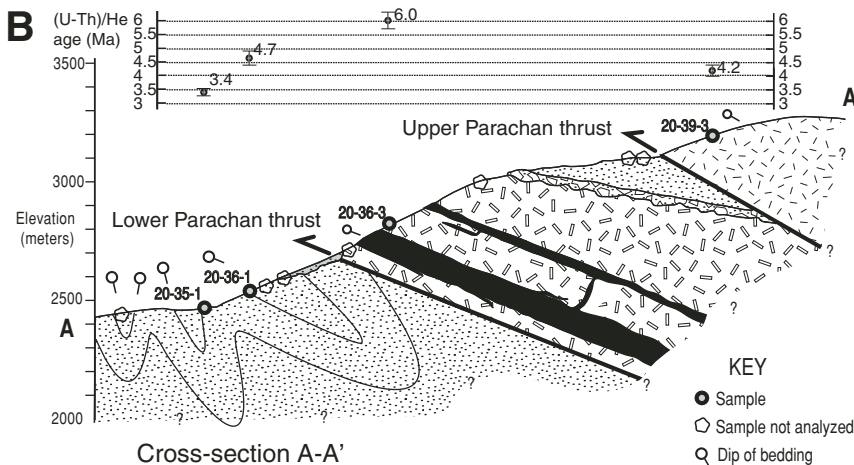 B
(U-Th)/He
age (Ma)
6
5.5
5
4.5
4
3.5
3
6.0
4.7
3.4
4.2
6
5.5
5
4.5
4
3.5
3
3500
3000
2500
2000
Elevation
(meters)
A
A
Upper Parachan thrust
20-39-3
Lower Parachan thrust
20-36-3
20-36-1
20-35-1
?
?
?
?
?
?
?
KEY
Sample
Sample not analyzed
Dip of bedding
Cross-section A-A'